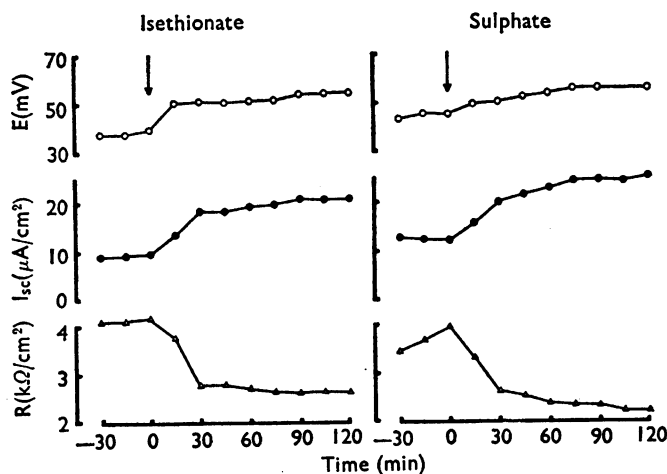 Isethionate
Sulphate
70
50
30
E(mV)
20
10
0
Isc(μA/cm²)
4
3
2
R(kΩ/cm²)
—30 0 30 60 90 120
—30 0 30 60 90 120
Time (min)